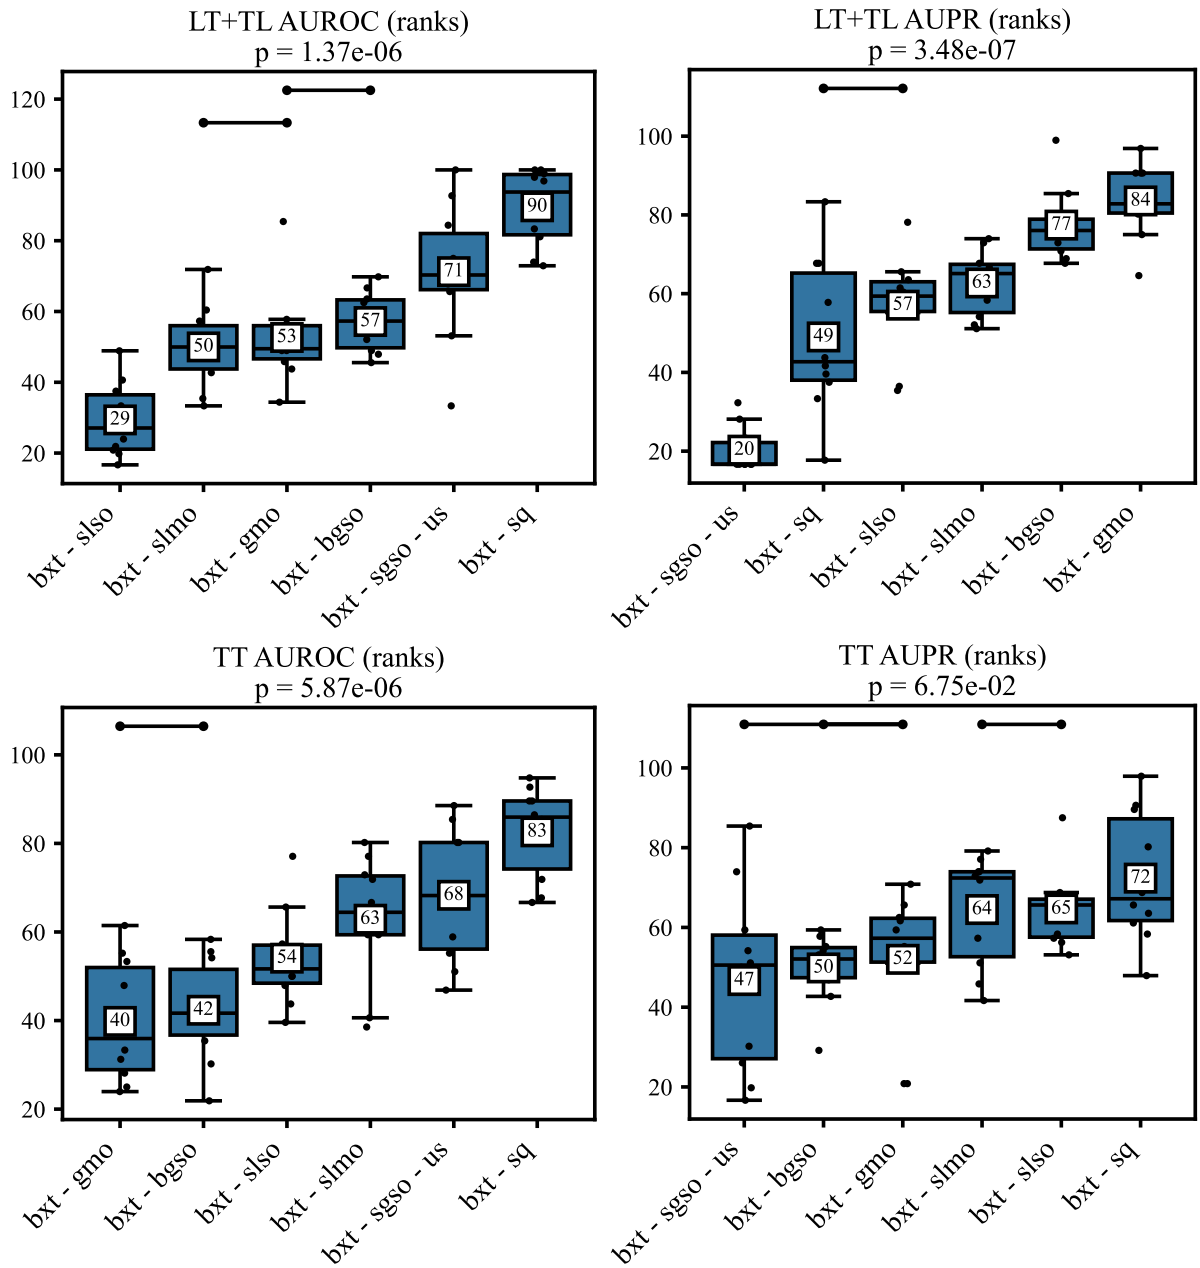 LT+TL AUROC (ranks)
p = 1.37e-06
120
100
80
60
40
20
29
50
53
57
71
90
bxt - slso
bxt - slmo
bxt - gmo
bxt - bgso
bxt - sgso - us
bxt - sq
LT+TL AUPR (ranks)
p = 3.48e-07
100
80
60
40
20
20
49
57
63
77
84
bxt - sgso - us
bxt - sq
bxt - slso
bxt - slmo
bxt - bgso
bxt - gmo
TT AUROC (ranks)
p = 5.87e-06
100
80
60
40
20
40
42
54
63
68
83
bxt - gmo
bxt - bgso
bxt - slso
bxt - slmo
bxt - sgso - us
bxt - sq
TT AUPR (ranks)
p = 6.75e-02
100
80
60
40
20
47
50
52
64
65
72
bxt - sgso - us
bxt - bgso
bxt - gmo
bxt - slmo
bxt - slso
bxt - sq